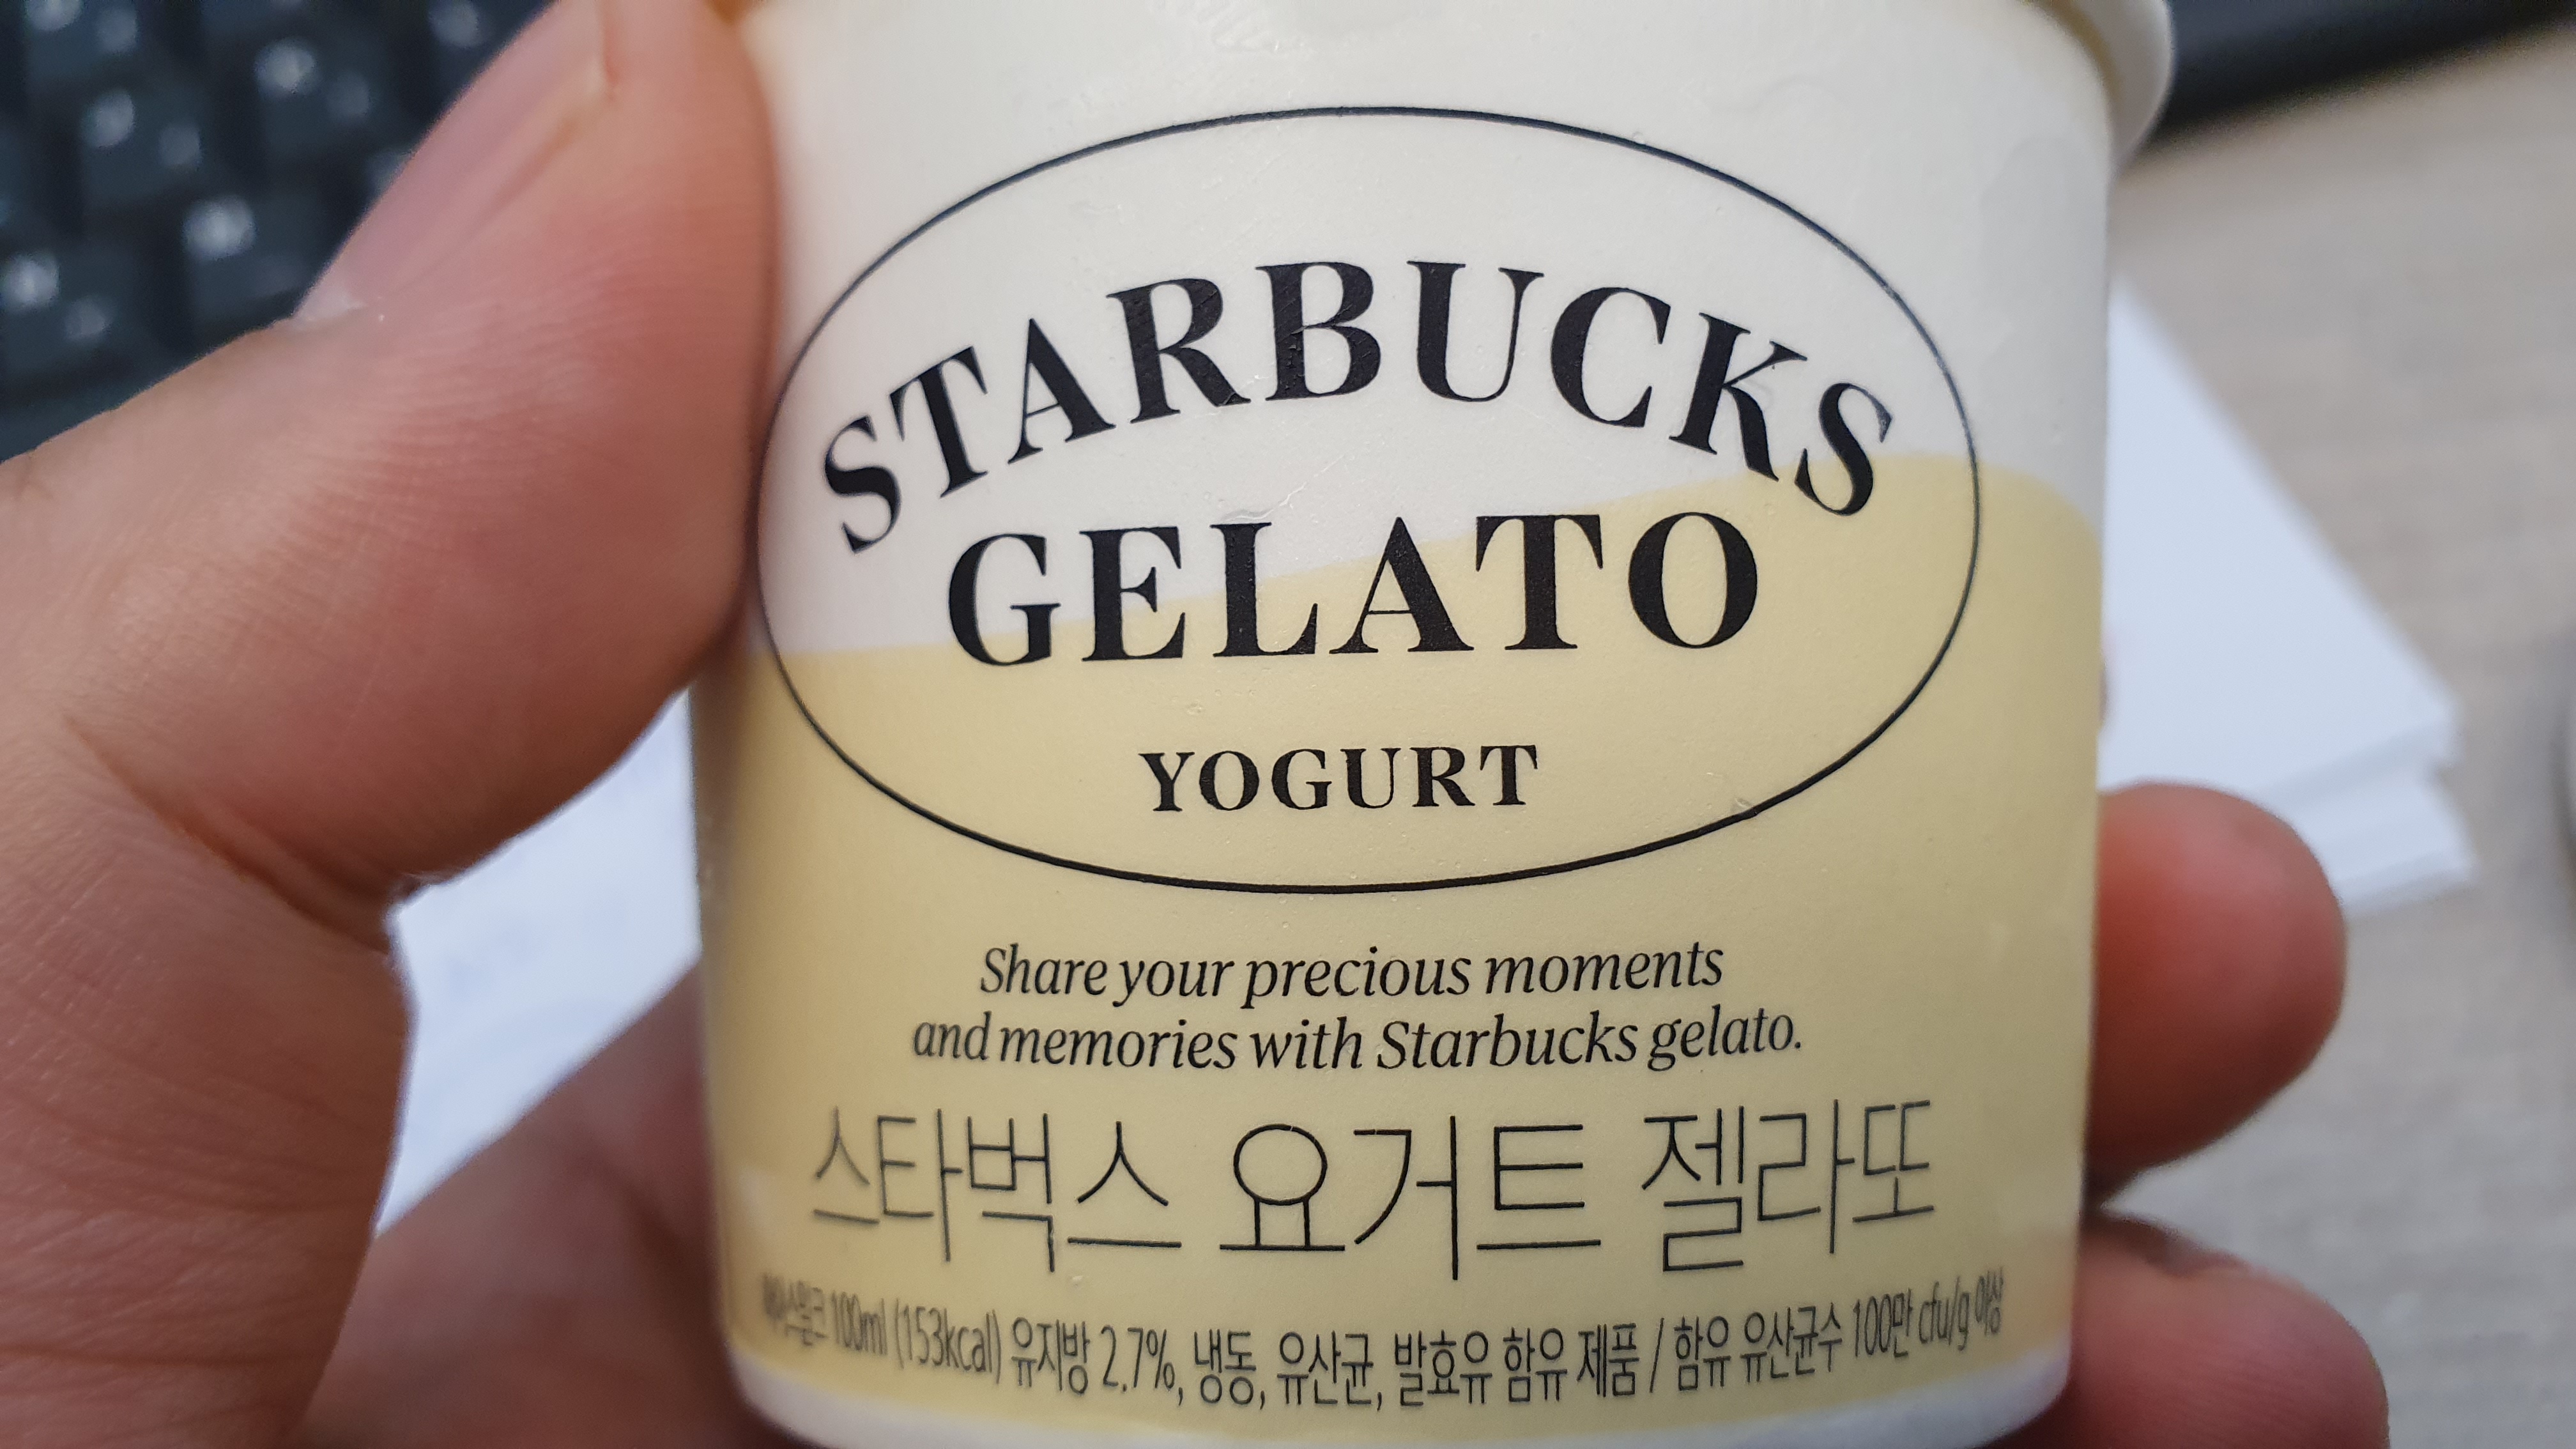 STARBUCKS
GELATO
YOGURT
Share your precious moments
and memories with Starbucks gelato.
스타벅스 요거트 젤라또
100ml (153kcal) 유지방 2.7%, 냉동, 유산균, 발효유 함유 제품 / 함유 유산균수 100만 cfu/g 이상